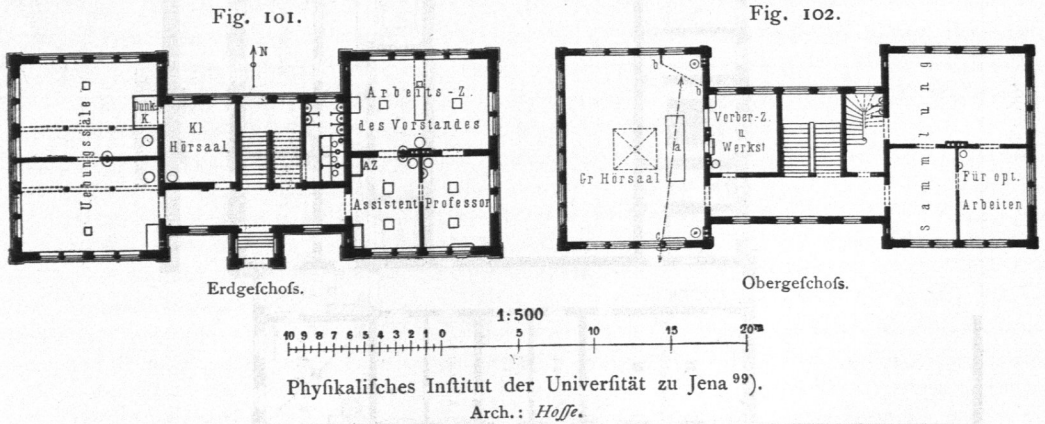 Fig. 101.
Fig. 102.
N
Uebungssäle
Dunk.
K.
Kl
Hörsaal
Arbeits-Z.
des Vorstandes
AZ
Assistent
Professor
b
b
a
c
Gr Hörsaal
Vorber-Z.
u
Werkst
Sammlung
Für opt.
Arbeiten
Erdgeſchoſs.
Obergeſchoſs.
1:500
10 9 8 7 6 5 4 3 2 1 0 5 10 15 20m
Phyſikaliſches Inſtitut der Univerſität zu Jena 99).
Arch.: Hoſſe.